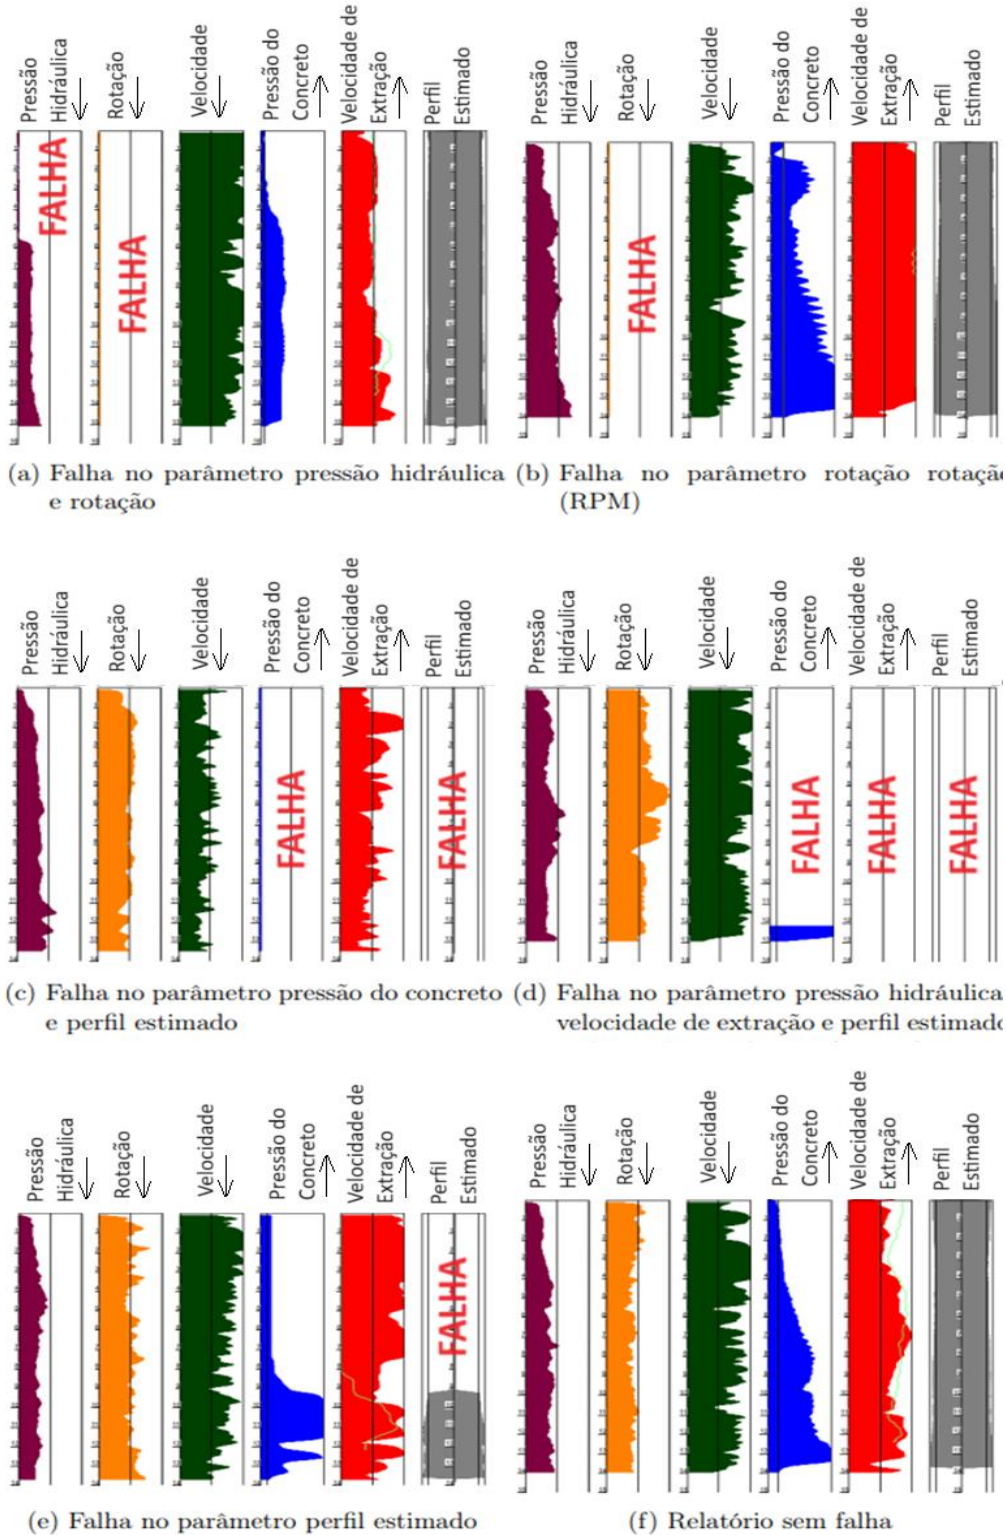 Pressão
Hidráulica
Rotação
Velocidade
Pressão do
Concreto
Velocidade de
Extração
Perfil
Estimado
FALHA
FALHA
(a) Falha no parâmetro pressão hidráulica
e rotação
Pressão
Hidráulica
Rotação
Velocidade
Pressão do
Concreto
Velocidade de
Extração
Perfil
Estimado
FALHA
(b) Falha no parâmetro rotação rotação
(RPM)
Pressão
Hidráulica
Rotação
Velocidade
Pressão do
Concreto
Velocidade de
Extração
Perfil
Estimado
FALHA
FALHA
(c) Falha no parâmetro pressão do concreto
e perfil estimado
Pressão
Hidráulica
Rotação
Velocidade
Pressão do
Concreto
Velocidade de
Extração
Perfil
Estimado
FALHA
FALHA
FALHA
(d) Falha no parâmetro pressão hidráulica
velocidade de extração e perfil estimado
Pressão
Hidráulica
Rotação
Velocidade
Pressão do
Concreto
Velocidade de
Extração
Perfil
Estimado
FALHA
(e) Falha no parâmetro perfil estimado
Pressão
Hidráulica
Rotação
Velocidade
Pressão do
Concreto
Velocidade de
Extração
Perfil
Estimado
(f) Relatório sem falha